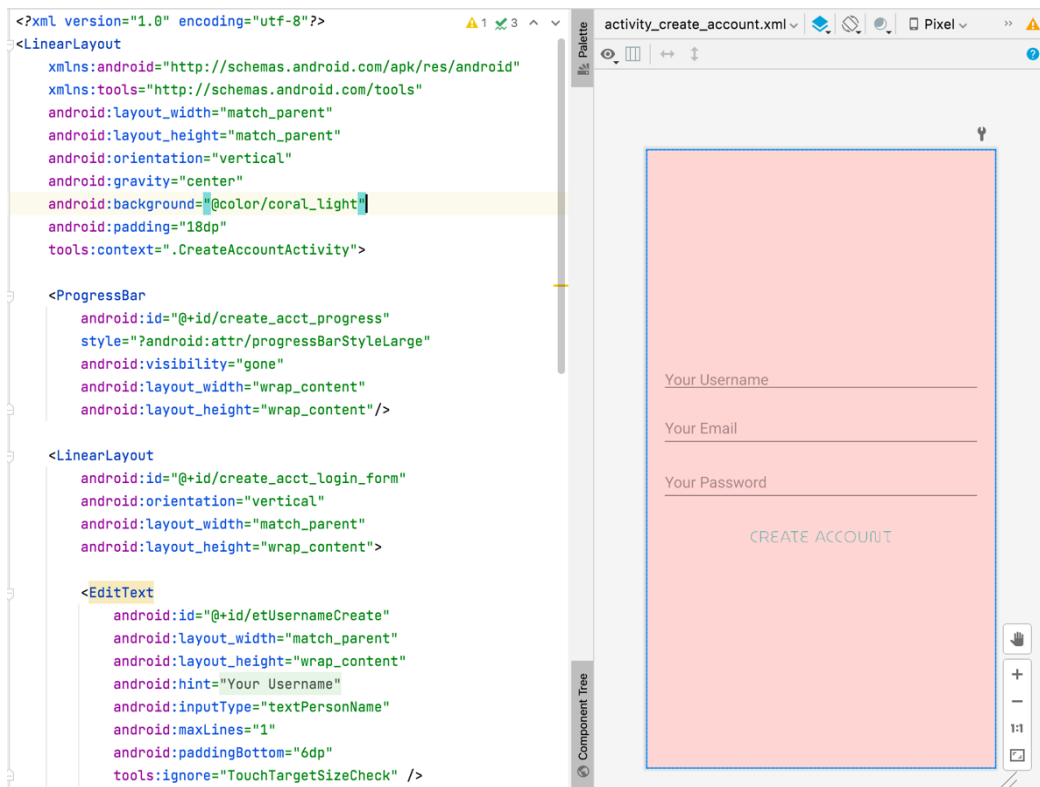 <?xml version="1.0" encoding="utf-8"?>
1 3
<LinearLayout
xmlns:android="http://schemas.android.com/apk/res/android"
xmlns:tools="http://schemas.android.com/tools"
android:layout_width="match_parent"
android:layout_height="match_parent"
android:orientation="vertical"
android:gravity="center"
android:background="@color/coral_light"
android:padding="18dp"
tools:context=".CreateAccountActivity">
<ProgressBar
android:id="@+id/create_acct_progress"
style="?android:attr/progressBarStyleLarge"
android:visibility="gone"
android:layout_width="wrap_content"
android:layout_height="wrap_content"/>
<LinearLayout
android:id="@+id/create_acct_login_form"
android:orientation="vertical"
android:layout_width="match_parent"
android:layout_height="wrap_content">
<EditText
android:id="@+id/etUsernameCreate"
android:layout_width="match_parent"
android:layout_height="wrap_content"
android:hint="Your Username"
android:inputType="textPersonName"
android:maxLines="1"
android:paddingBottom="6dp"
tools:ignore="TouchTargetSizeCheck" />
Palette
Component Tree
activity_create_account.xml
Pixel
Your Username
Your Email
Your Password
CREATE ACCOUNT
1:1